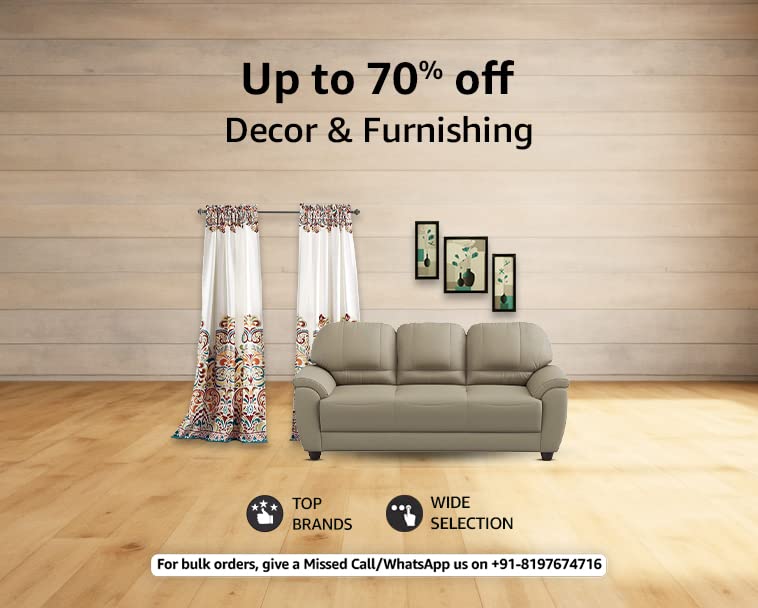 Up to 70% off
Decor & Furnishing
TOP
BRANDS
WIDE
SELECTION
For bulk orders, give a Missed Call/WhatsApp us on +91-8197674716